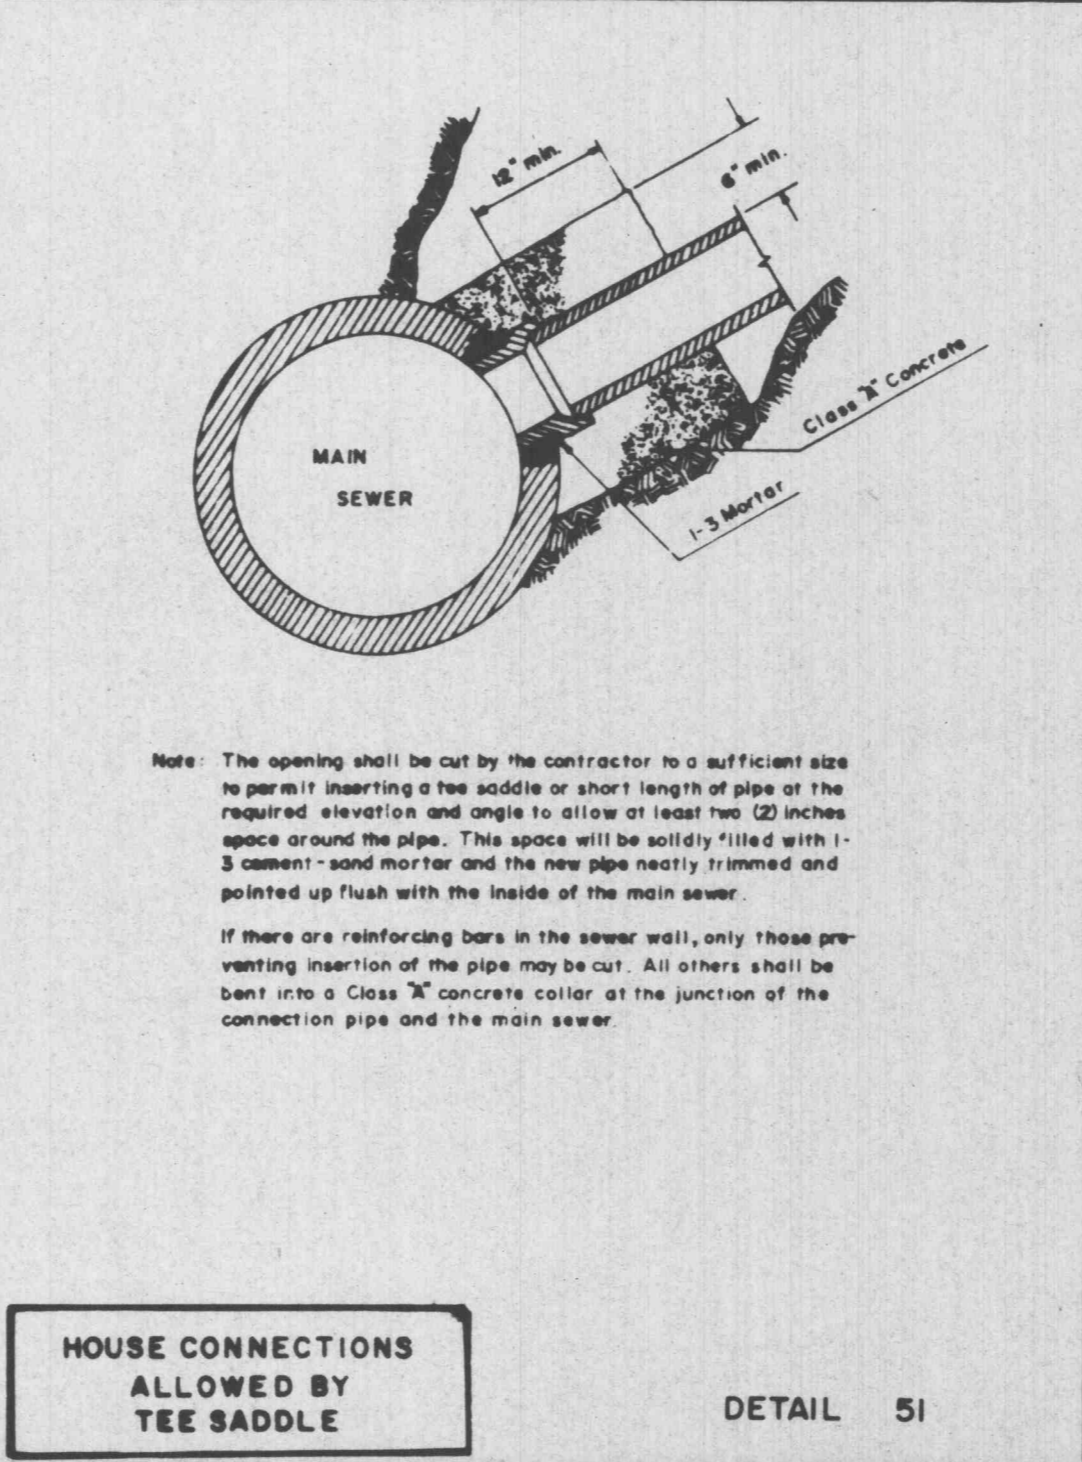 12" min.
6" min.
Class "A" Concrete
MAIN
SEWER
1-3 Mortar
Note: The opening shall be cut by the contractor to a sufficient size
to permit inserting a tee saddle or short length of pipe at the
required elevation and angle to allow at least two (2) inches
space around the pipe. This space will be solidly filled with 1-
3 cement-sand mortar and the new pipe neatly trimmed and
pointed up flush with the inside of the main sewer.
If there are reinforcing bars in the sewer wall, only those pre-
venting insertion of the pipe may be cut. All others shall be
bent into a Class "A" concrete collar at the junction of the
connection pipe and the main sewer.
HOUSE CONNECTIONS
ALLOWED BY
TEE SADDLE
DETAIL 51